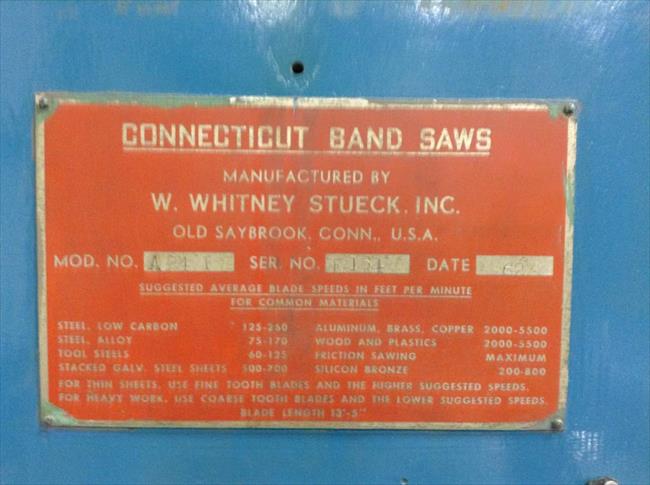 CONNECTICUT BAND SAWS
MANUFACTURED BY
W. WHITNEY STUECK, INC.
OLD SAYBROOK, CONN., U.S.A.
MOD. NO. SER. NO. DATE
SUGGESTED AVERAGE BLADE SPEEDS IN FEET PER MINUTE
FOR COMMON MATERIALS
STEEL, LOW CARBON 125-250 ALUMINUM, BRASS, COPPER 2000-5500
STEEL, ALLOY 75-170 WOOD AND PLASTICS 2000-5500
TOOL STEELS 60-125 FRICTION SAWING MAXIMUM
STACKED GALV. STEEL SHEETS 500-700 SILICON BRONZE 200-800
FOR THIN SHEETS, USE FINE TOOTH BLADES AND THE HIGHER SUGGESTED SPEEDS.
FOR HEAVY WORK, USE COARSE TOOTH BLADES AND THE LOWER SUGGESTED SPEEDS.
BLADE LENGTH 13'-5"